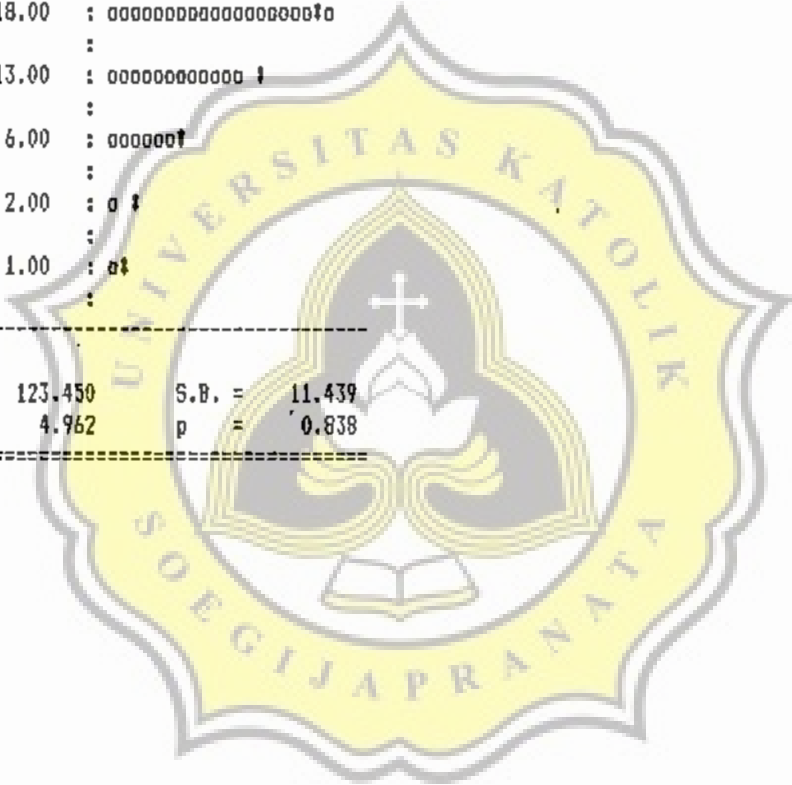 18.00 : ooooooooooooooooooo*o
:
13.00 : oooooooooooo *
:
6.00 : oooooo*
:
2.00 : o *
:
1.00 : o*
:
--------------------------------------
123.450 S.B. = 11.439
4.962 p = 0.838
======================================
UNIVERSITAS KATOLIK
SOEGIJAPRANATA